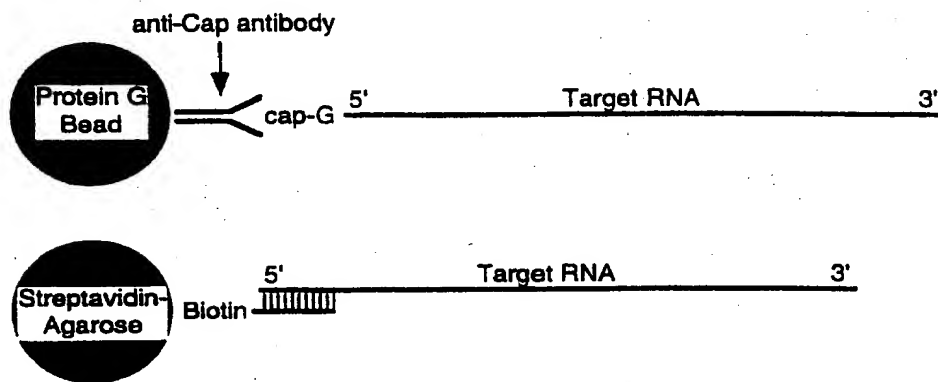 anti-Cap antibody
Protein G
Bead
cap-G
5'
Target RNA
3'
5'
Target RNA
3'
Streptavidin-
Agarose
Biotin